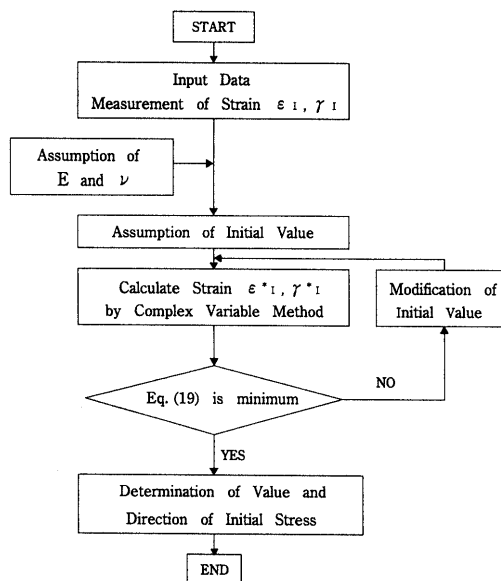 START
Input Data
Measurement of Strain ε I, γ I
Assumption of
E and ν
Assumption of Initial Value
Calculate Strain ε*I, γ*I
by Complex Variable Method
Modification of
Initial Value
Eq. (19) is minimum
NO
YES
Determination of Value and
Direction of Initial Stress
END